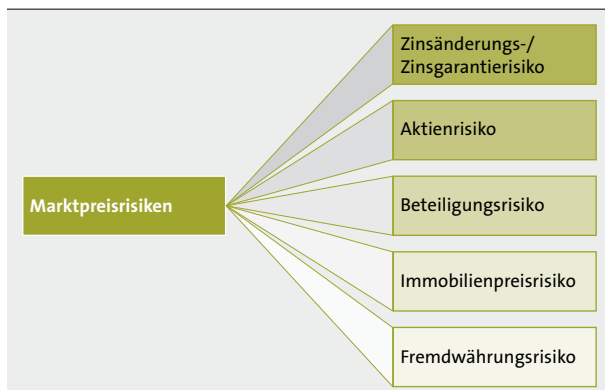 Zinsänderungs-/
Zinsgarantierisiko
Aktienrisiko
Marktpreisrisiken
Beteiligungsrisiko
Immobilienpreisrisiko
Fremdwährungsrisiko